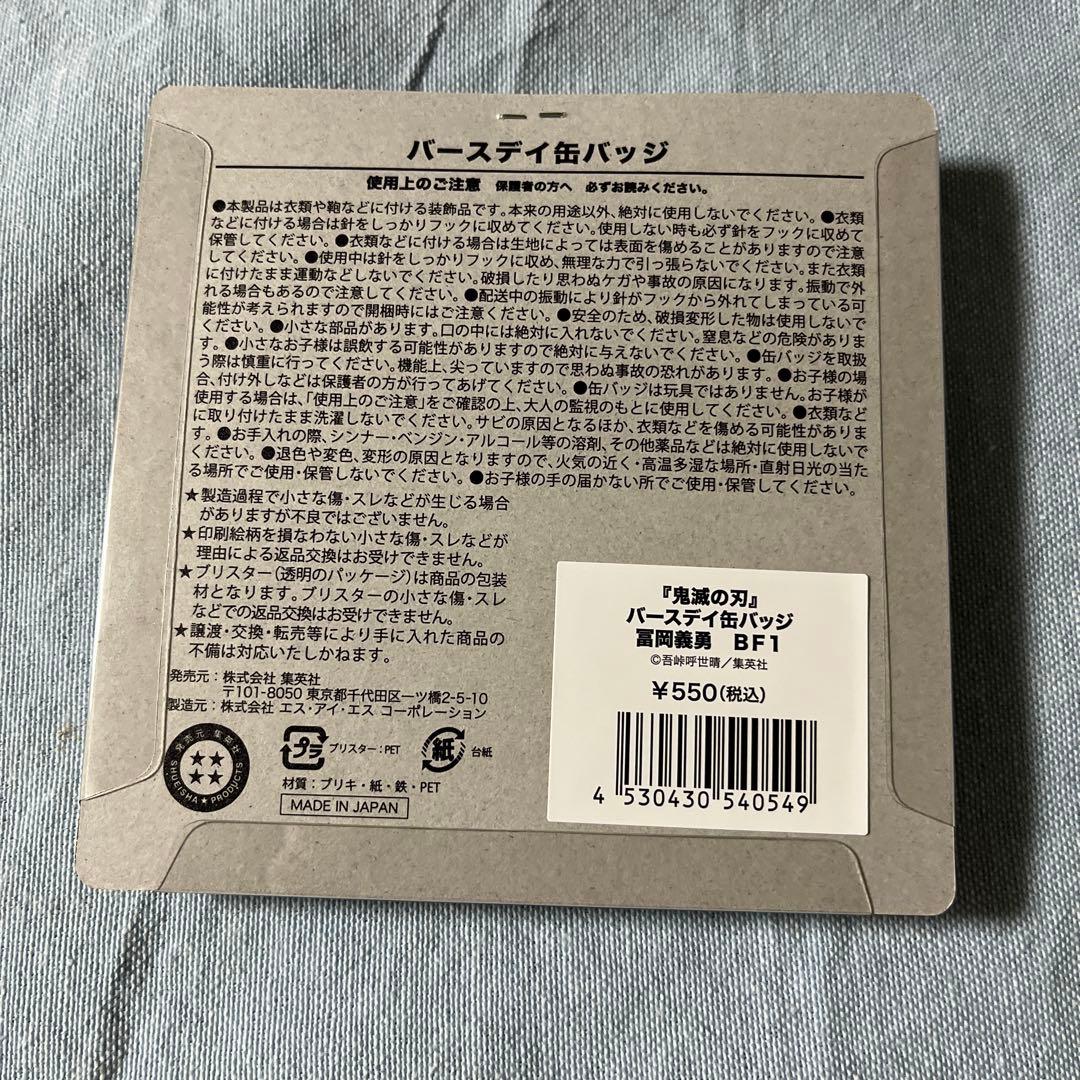 バースデイ缶バッジ
使用上のご注意 保護者の方へ 必ずお読みください。
●本製品は衣類や鞄などに付ける装飾品です。本来の用途以外、絶対に使用しないでください。●衣類
などに付ける場合は針をしっかりフックに収めてください。使用しない時も必ず針をフックに収めて
保管してください。●衣類などに付ける場合は生地によっては表面を傷めることがありますので注意
してください。●使用中は針をしっかりフックに収め、無理な力で引っ張らないでください。また衣類
に付けたまま運動などしないでください。破損したり思わぬケガや事故の原因になります。振動で外
れる場合もあるので注意してください。●配送中の振動により針がフックから外れてしまっている可
能性が考えられますので開梱時にはご注意ください。●安全のため、破損変形した物は使用しないで
ください。●小さな部品があります。口の中には絶対に入れないでください。窒息などの危険がありま
す。●小さなお子様は誤飲する可能性がありますので絶対に与えないでください。●缶バッジを取扱
う際は慎重に行ってください。機能上、尖っていますので思わぬ事故の恐れがあります。●お子様の場
合、付け外しなどは保護者の方が行ってあげてください。●缶バッジは玩具ではありません。お子様が
使用する場合は、「使用上のご注意」をご確認の上、大人の監視のもとに使用してください。●衣類など
に取り付けたまま洗濯しないでください。サビの原因となるほか、衣類などを傷める可能性がありま
す。●お手入れの際、シンナー・ベンジン・アルコール等の溶剤、その他薬品などは絶対に使用しないで
ください。●退色や変色、変形の原因となりますので、火気の近く・高温多湿な場所・直射日光の当た
る場所でご使用・保管しないでください。●お子様の手の届かない所でご使用・保管してください。
★製造過程で小さな傷・スレなどが生じる場合
がありますが不良ではございません。
★印刷絵柄を損なわない小さな傷・スレなどが
理由による返品交換はお受けできません。
★ブリスター(透明のパッケージ)は商品の包装
材となります。ブリスターの小さな傷・スレ
などでの返品交換はお受けできません。
★譲渡・交換・転売等により手に入れた商品の
不備は対応いたしかねます。
発売元:株式会社 集英社
〒101-8050 東京都千代田区一ツ橋2-5-10
製造元:株式会社 エス・アイ・エス コーポレーション
発売元 集英社
SHUEISHA★PRODUCTS
プラ ブリスター:PET
紙 台紙
材質:ブリキ・紙・鉄・PET
MADE IN JAPAN
『鬼滅の刃』
バースデイ缶バッジ
冨岡義勇 BF1
©吾峠呼世晴/集英社
¥550(税込)
4 530430 540549